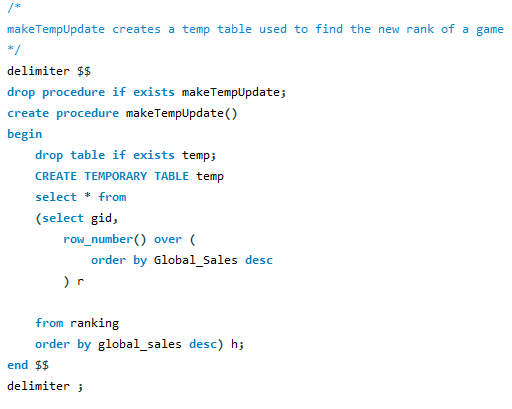 /*
makeTempUpdate creates a temp table used to find the new rank of a game
*/
delimiter $$
drop procedure if exists makeTempUpdate;
create procedure makeTempUpdate()
begin
    drop table if exists temp;
    CREATE TEMPORARY TABLE temp
    select * from
    (select gid,
        row_number() over (
            order by Global_Sales desc
        ) r

    from ranking
    order by global_sales desc) h;
end $$
delimiter ;